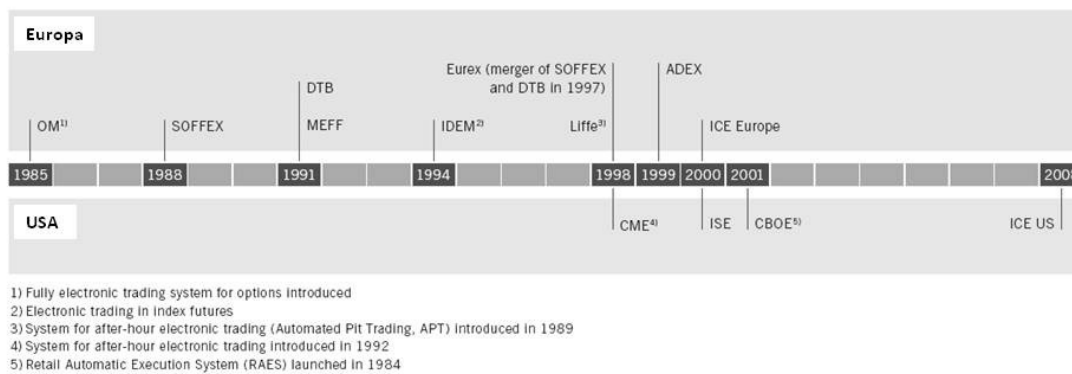 Europa
Eurex (merger of SOFFEX
and DTB in 1997)
ADEX
DTB
OM1)
SOFFEX
MEFF
IDEM2)
Liffe3)
ICE Europe
1985 1988 1991 1994 1998 1999 2000 2001
USA
CME4)
ISE
CBOE5)
ICE US
1) Fully electronic trading system for options introduced
2) Electronic trading in index futures
3) System for after-hour electronic trading (Automated Pit Trading, APT) introduced in 1989
4) System for after-hour electronic trading introduced in 1992
5) Retail Automatic Execution System (RAES) launched in 1984